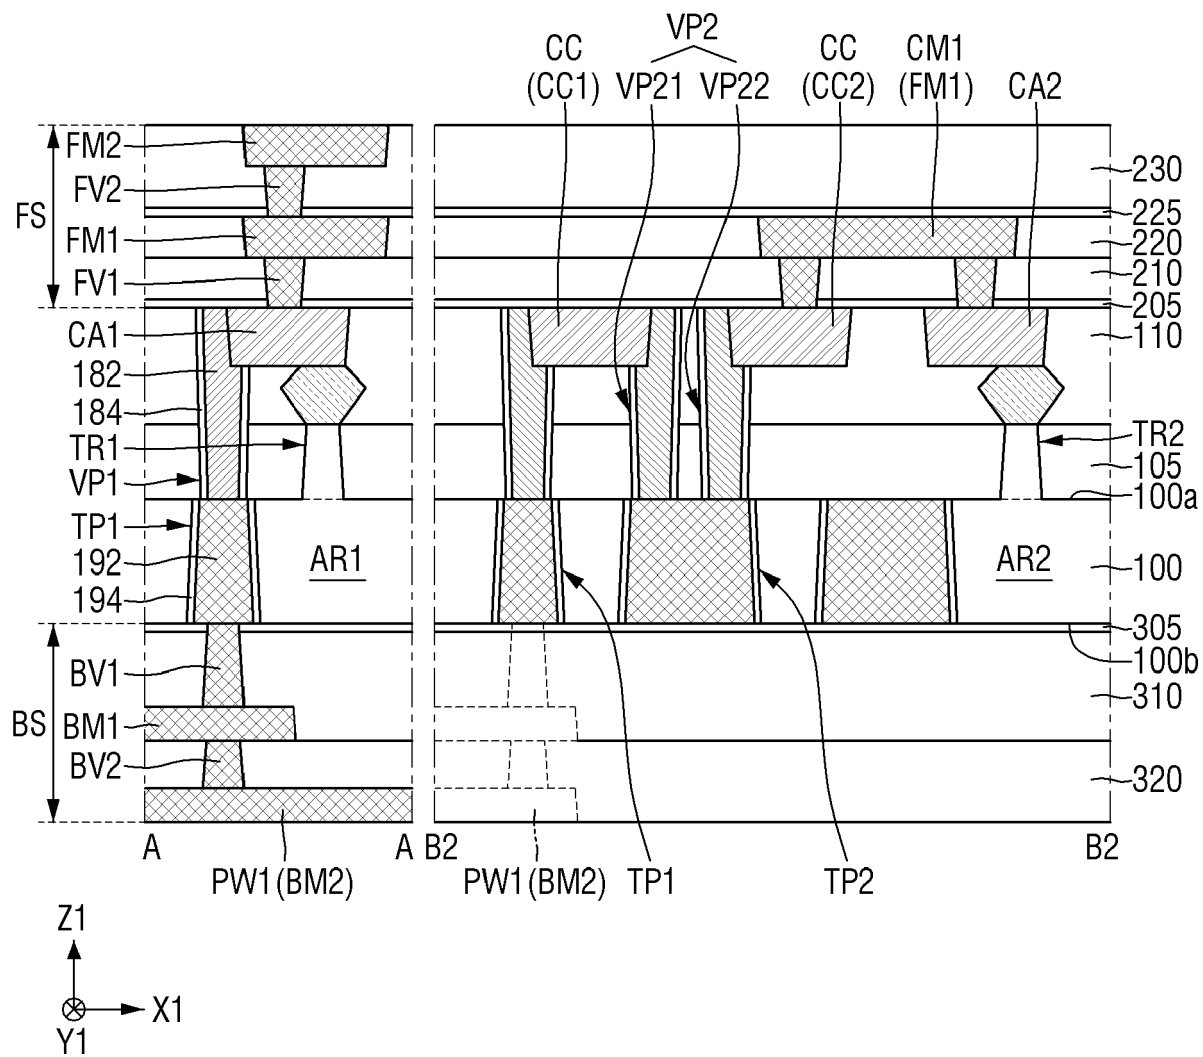 VP2
CC CC CM1
(CC1) VP21 VP22 (CC2) (FM1) CA2
FM2
FV2
FS
FM1
FV1
CA1
182
184
TR1
VP1
TP1
192
194
BV1
BS
BM1
BV2
AR1
AR2
230
225
220
210
205
110
TR2
105
100a
100
305
100b
310
320
A A B2 B2
PW1(BM2) PW1(BM2) TP1 TP2
Z1
X1
Y1